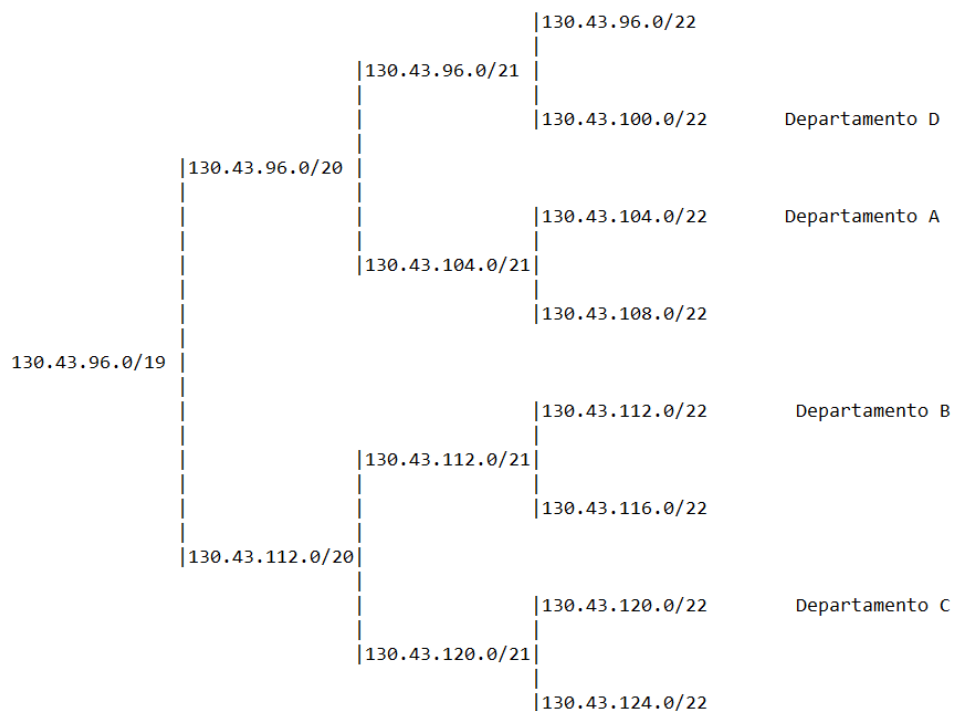 130.43.96.0/22
130.43.96.0/21
130.43.100.0/22 Departamento D
130.43.96.0/20
130.43.104.0/22 Departamento A
130.43.104.0/21
130.43.108.0/22
130.43.96.0/19
130.43.112.0/22 Departamento B
130.43.112.0/21
130.43.116.0/22
130.43.112.0/20
130.43.120.0/22 Departamento C
130.43.120.0/21
130.43.124.0/22